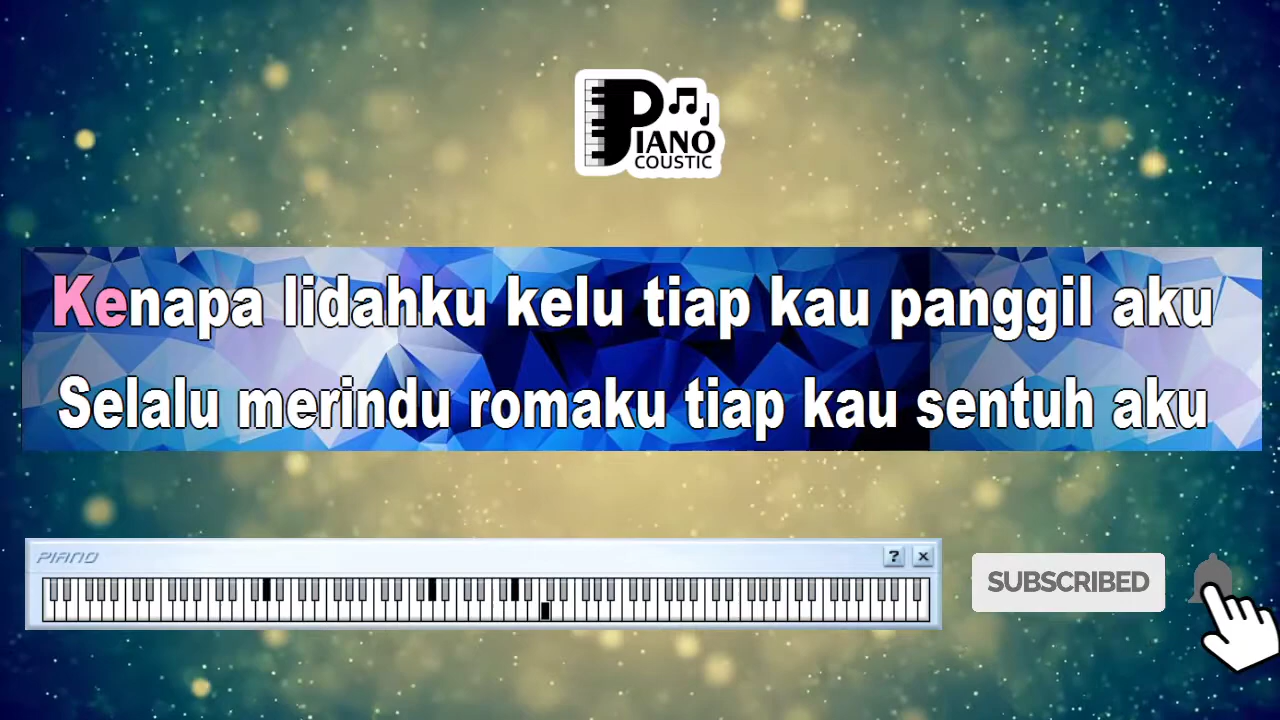 PIANO
COUSTIC
Kenapa lidahku kelu tiap kau panggil aku
Selalu merindu romaku tiap kau sentuh aku
PIANO
?
×
SUBSCRIBED